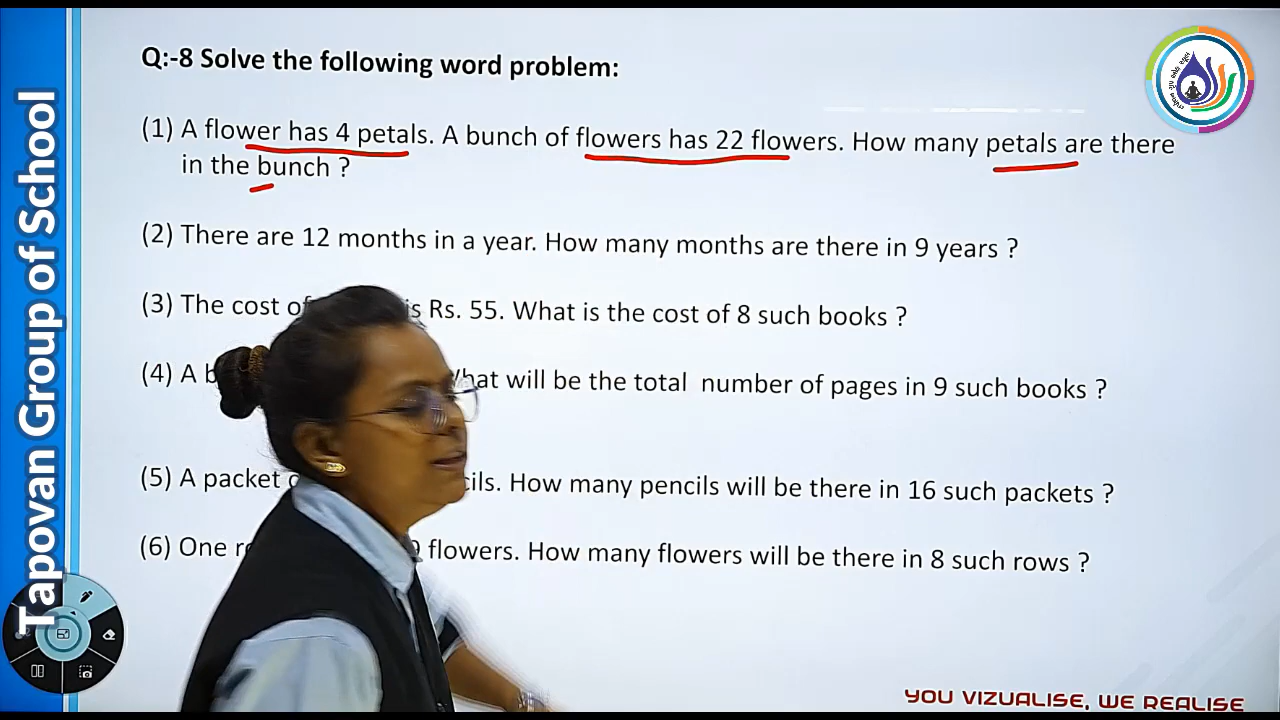 Tapovan Group of School
Q:-8 Solve the following word problem:
(1) A flower has 4 petals. A bunch of flowers has 22 flowers. How many petals are there
in the bunch ?
(2) There are 12 months in a year. How many months are there in 9 years ?
(3) The cost of is Rs. 55. What is the cost of 8 such books ?
(4) A What will be the total number of pages in 9 such books ?
(5) A packet How many pencils will be there in 16 such packets ?
(6) One flowers. How many flowers will be there in 8 such rows ?
YOU VIZUALISE, WE REALISE